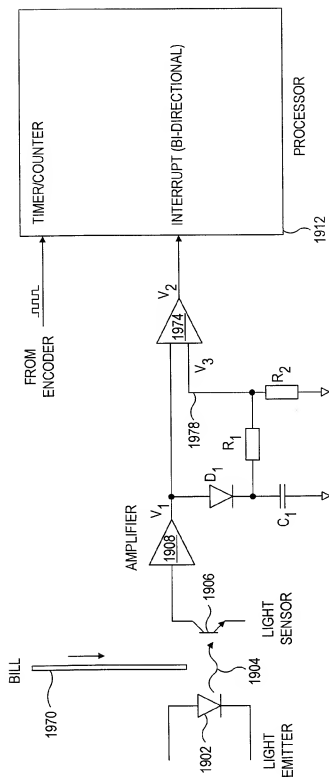 BILL
1970
1902
LIGHT
EMITTER
1904
1906
LIGHT
SENSOR
AMPLIFIER
1908
V1
D1
C1
R1
R2
1978
V3
1974
V2
FROM
ENCODER
TIMER/COUNTER
INTERRUPT (BI-DIRECTIONAL)
PROCESSOR
1912